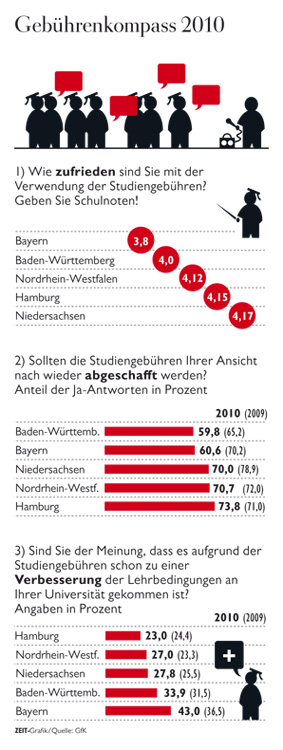 Gebührenkompass 2010
1) Wie zufrieden sind Sie mit der
Verwendung der Studiengebühren?
Geben Sie Schulnoten!
Bayern 3,8
Baden-Württemberg 4,0
Nordrhein-Westfalen 4,12
Hamburg 4,15
Niedersachsen 4,17
2) Sollten die Studiengebühren Ihrer Ansicht
nach wieder abgeschafft werden?
Anteil der Ja-Antworten in Prozent
2010 (2009)
Baden-Württemb. 59,8 (65,2)
Bayern 60,6 (70,2)
Niedersachsen 70,0 (78,9)
Nordrhein-Westf. 70,7 (72,0)
Hamburg 73,8 (71,0)
3) Sind Sie der Meinung, dass es aufgrund der
Studiengebühren schon zu einer
Verbesserung der Lehrbedingungen an
Ihrer Universität gekommen ist?
Angaben in Prozent
2010 (2009)
Hamburg 23,0 (24,4)
Nordrhein-Westf. 27,0 (23,3)
Niedersachsen 27,8 (25,5)
Baden-Württemb. 33,9 (31,5)
Bayern 43,0 (36,5)
ZEIT-Grafik/Quelle: GfK